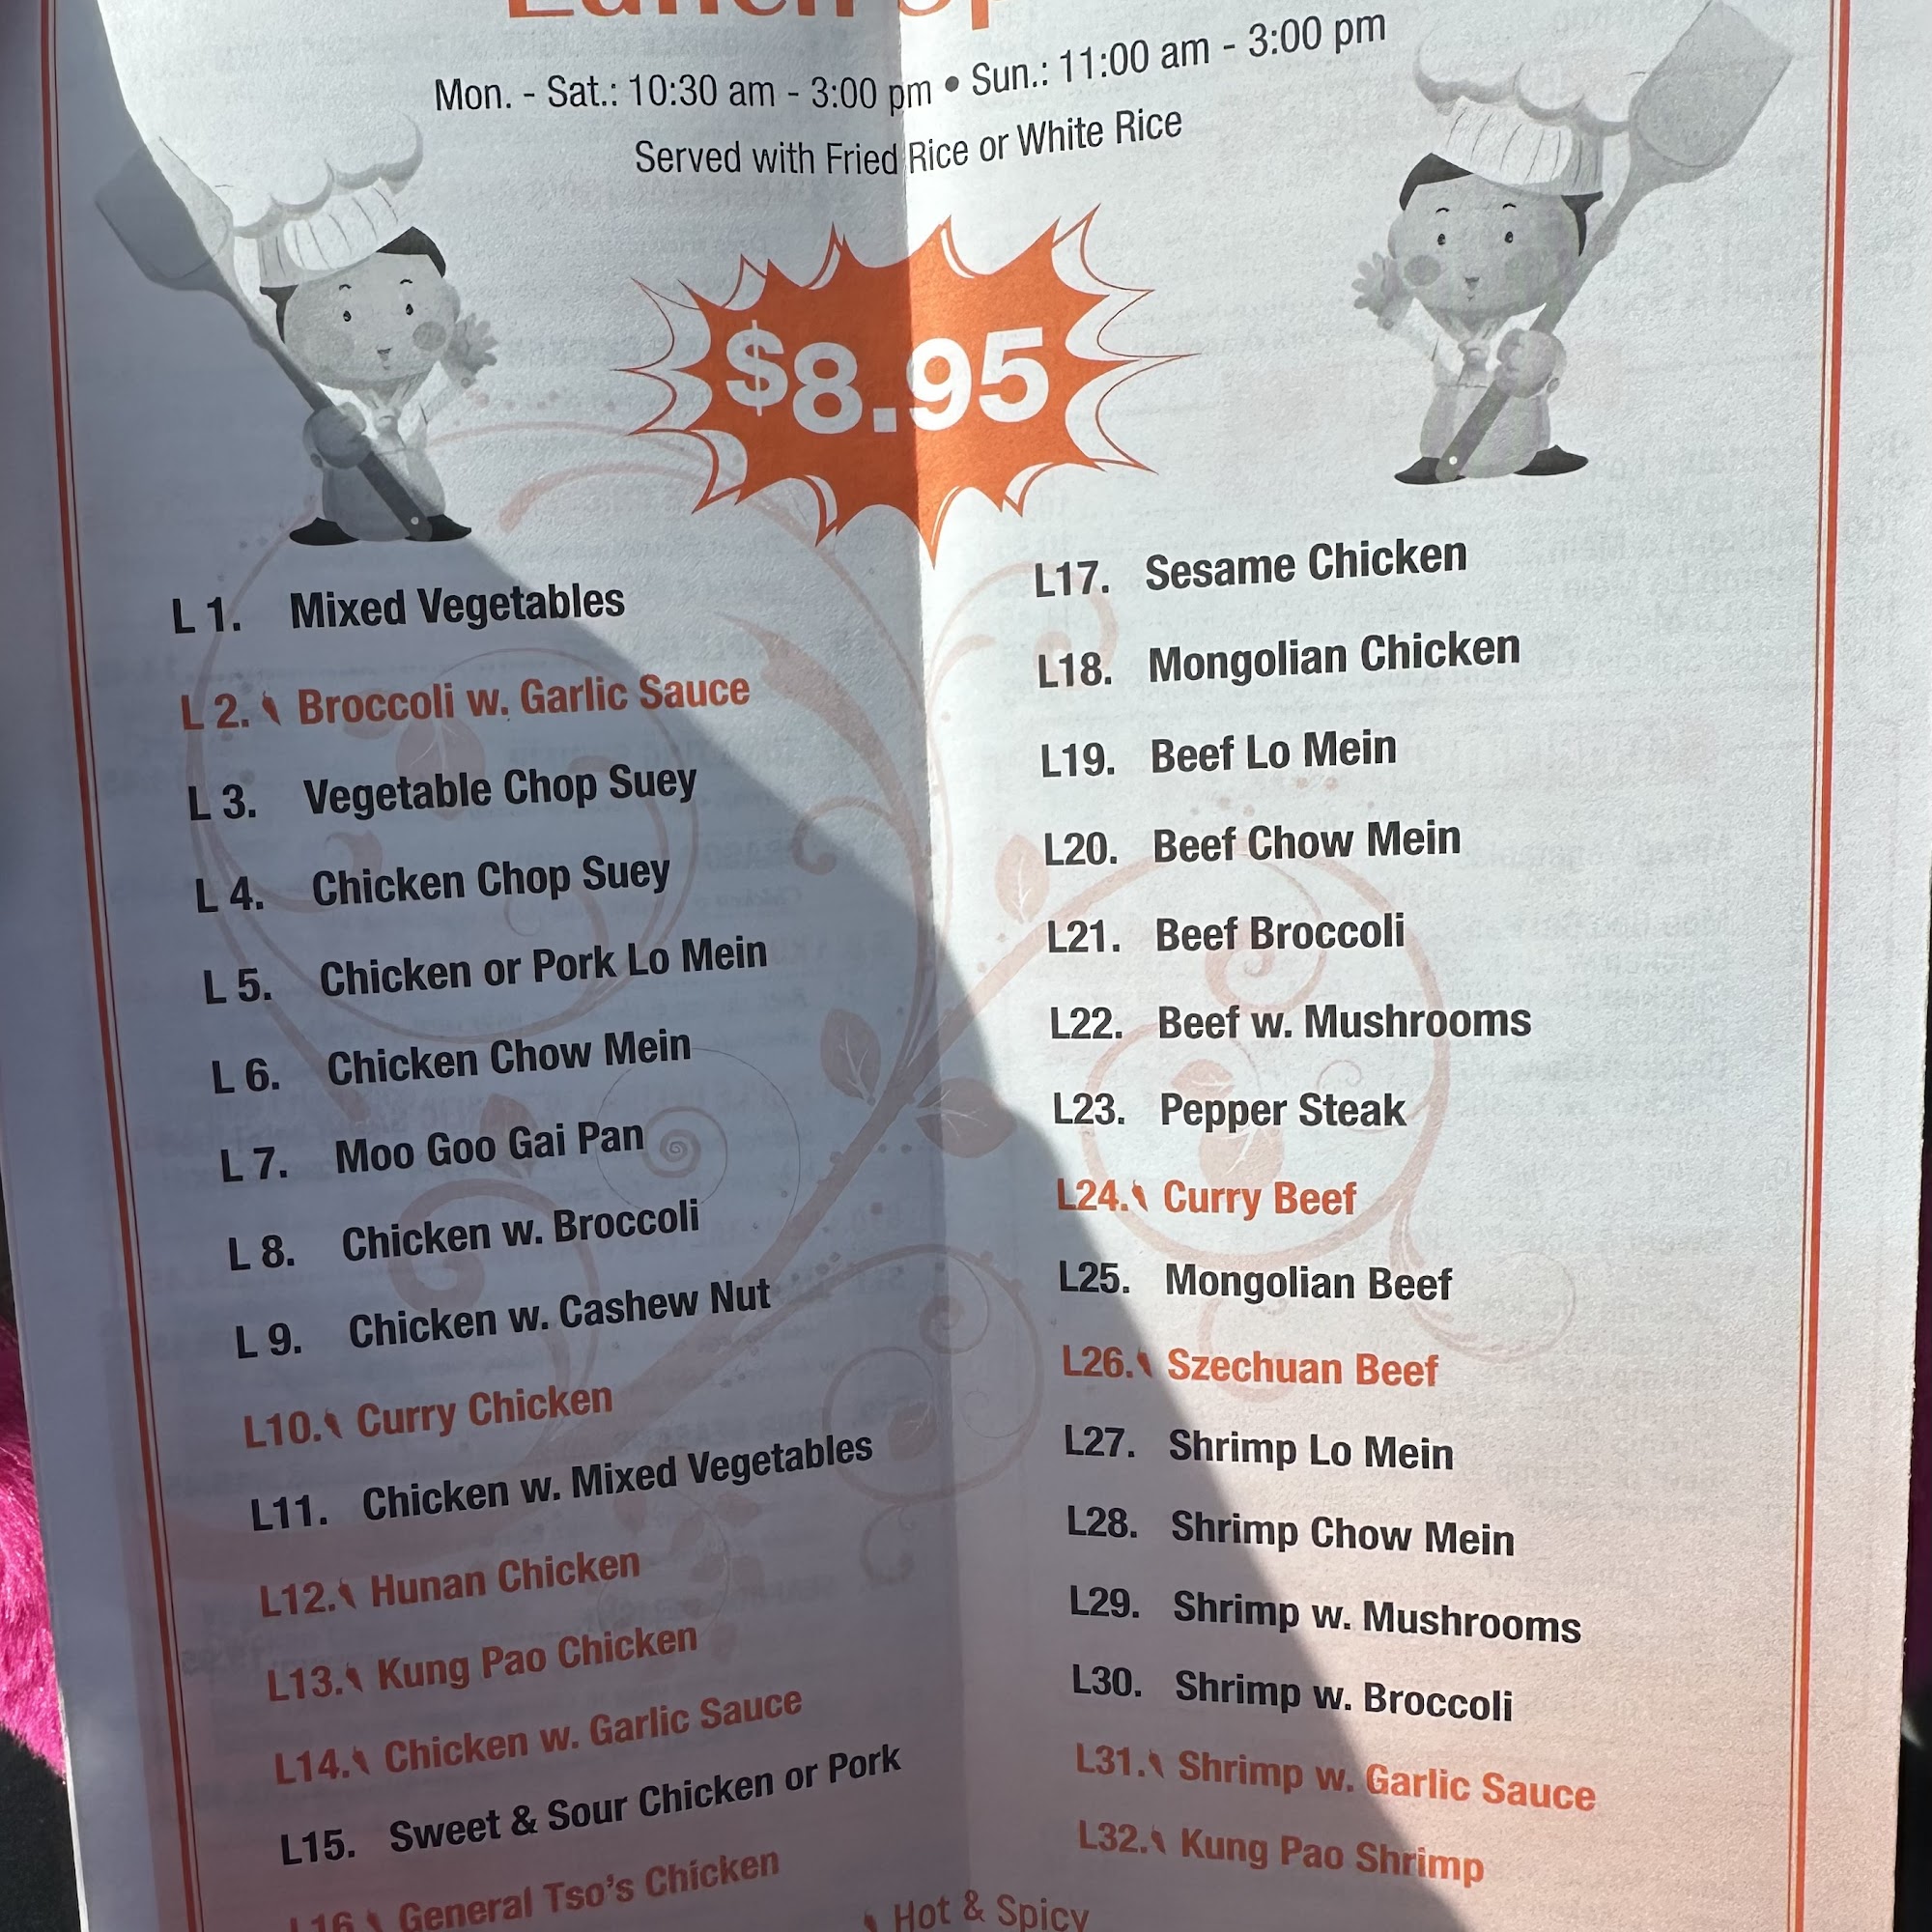 Lunch Sp
Mon. - Sat.: 10:30 am - 3:00 pm • Sun.: 11:00 am - 3:00 pm
Served with Fried Rice or White Rice
$8.95
L 1. Mixed Vegetables
L 2. Broccoli w. Garlic Sauce
L 3. Vegetable Chop Suey
L 4. Chicken Chop Suey
L 5. Chicken or Pork Lo Mein
L 6. Chicken Chow Mein
L 7. Moo Goo Gai Pan
L 8. Chicken w. Broccoli
L 9. Chicken w. Cashew Nut
L10. Curry Chicken
L11. Chicken w. Mixed Vegetables
L12. Hunan Chicken
L13. Kung Pao Chicken
L14. Chicken w. Garlic Sauce
L15. Sweet & Sour Chicken or Pork
L16. General Tso's Chicken
L17. Sesame Chicken
L18. Mongolian Chicken
L19. Beef Lo Mein
L20. Beef Chow Mein
L21. Beef Broccoli
L22. Beef w. Mushrooms
L23. Pepper Steak
L24. Curry Beef
L25. Mongolian Beef
L26. Szechuan Beef
L27. Shrimp Lo Mein
L28. Shrimp Chow Mein
L29. Shrimp w. Mushrooms
L30. Shrimp w. Broccoli
L31. Shrimp w. Garlic Sauce
L32. Kung Pao Shrimp
Hot & Spicy